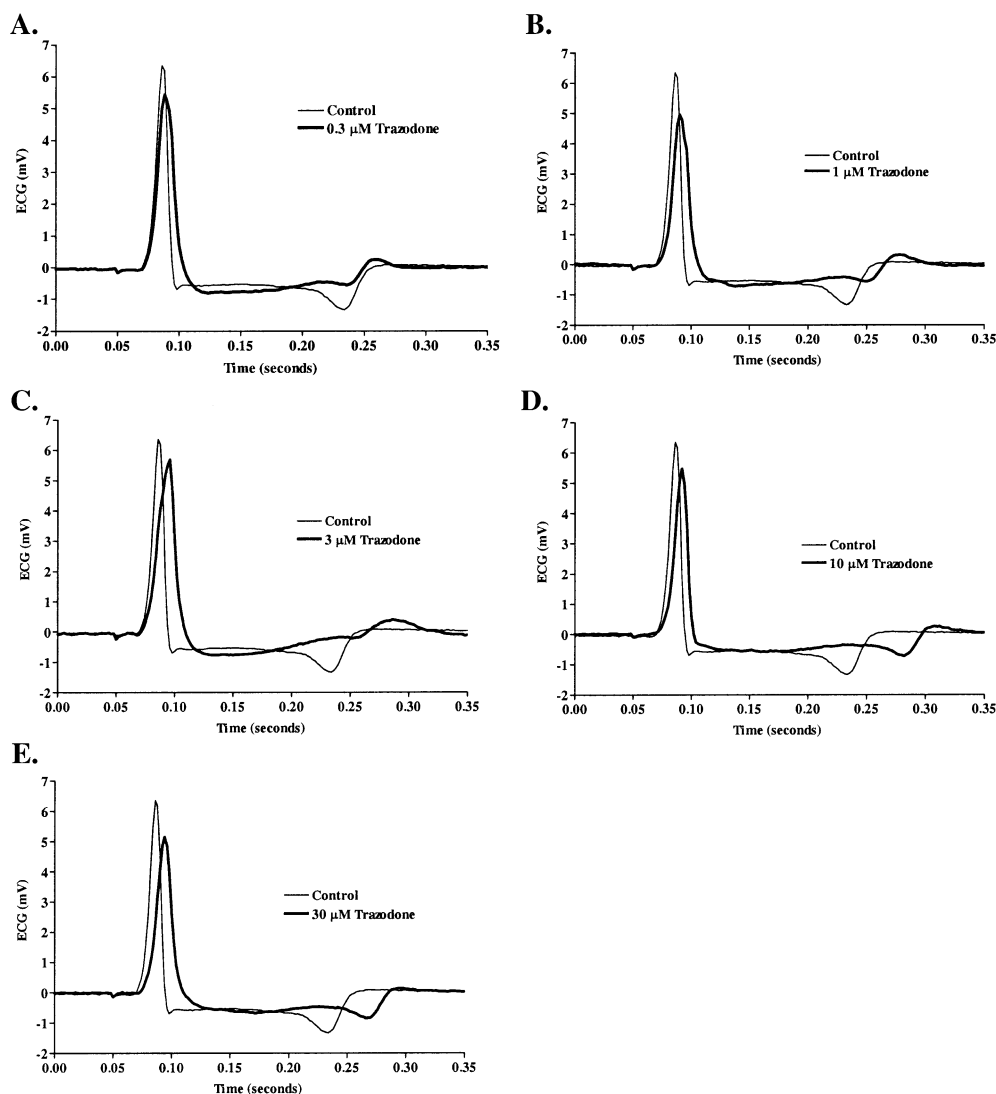 A.
7
6
5
4
3
2
1
0
-1
-2
ECG (mV)
Control
0.3 µM Trazodone
0.00 0.05 0.10 0.15 0.20 0.25 0.30 0.35
Time (seconds)
B.
7
6
5
4
3
2
1
0
-1
-2
ECG (mV)
Control
1 µM Trazodone
0.00 0.05 0.10 0.15 0.20 0.25 0.30 0.35
Time (seconds)
C.
7
6
5
4
3
2
1
0
-1
-2
ECG (mV)
Control
3 µM Trazodone
0.00 0.05 0.10 0.15 0.20 0.25 0.30 0.35
Time (seconds)
D.
7
6
5
4
3
2
1
0
-1
-2
ECG (mV)
Control
10 µM Trazodone
0.00 0.05 0.10 0.15 0.20 0.25 0.30 0.35
Time (seconds)
E.
7
6
5
4
3
2
1
0
-1
-2
ECG (mV)
Control
30 µM Trazodone
0.00 0.05 0.10 0.15 0.20 0.25 0.30 0.35
Time (seconds)